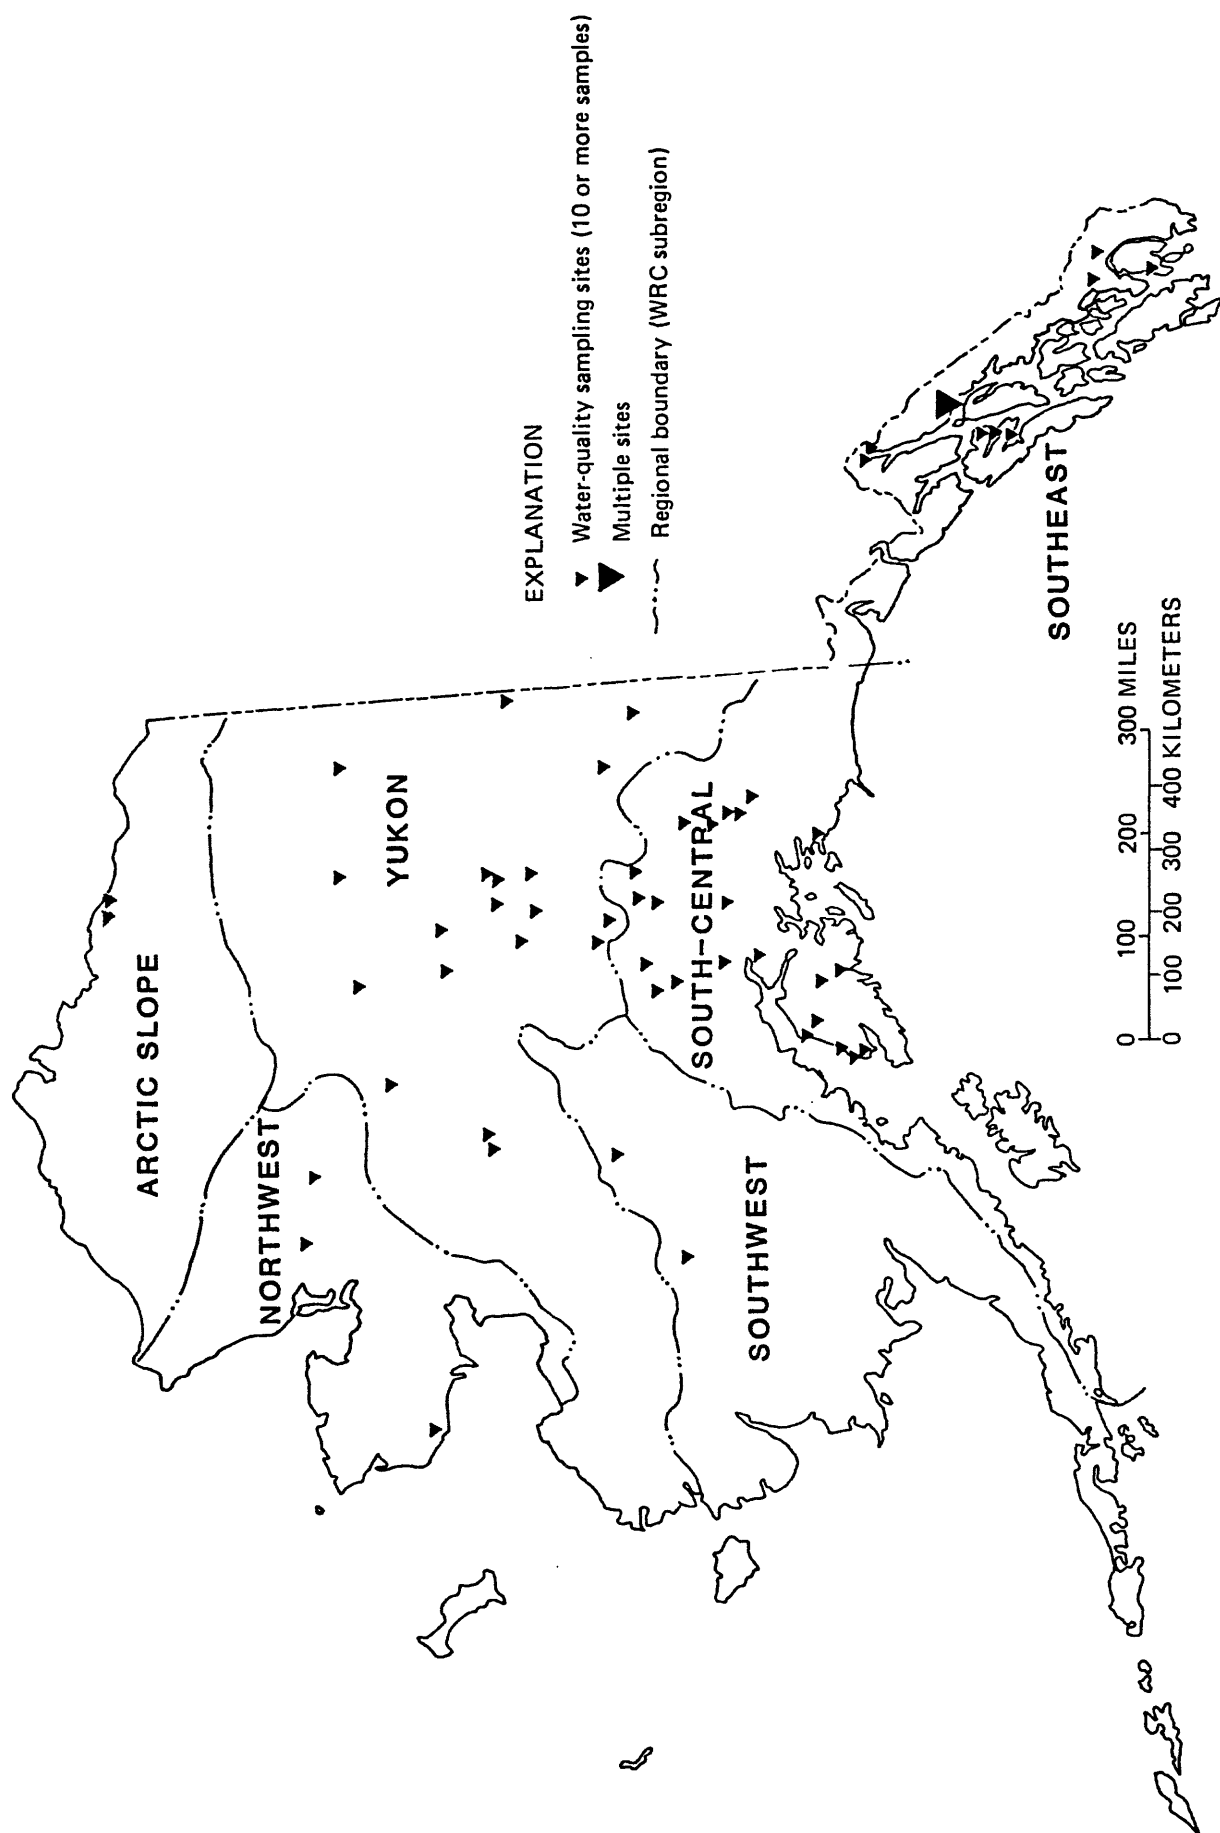 ARCTIC SLOPE
NORTHWEST
YUKON
SOUTHWEST
SOUTH-CENTRAL
SOUTHEAST
EXPLANATION
Water-quality sampling sites (10 or more samples)
Multiple sites
Regional boundary (WRC subregion)
0 100 200 300 MILES
0 100 200 300 400 KILOMETERS